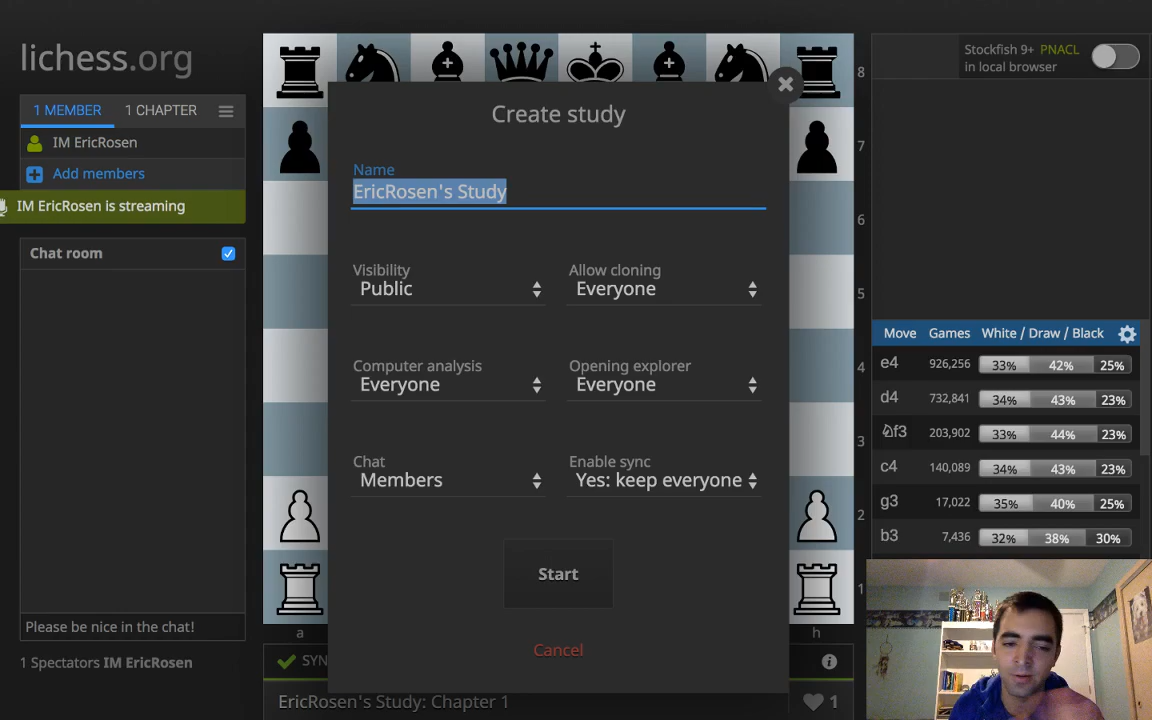 lichess.org
1 MEMBER
1 CHAPTER
IM EricRosen
Add members
IM EricRosen is streaming
Chat room
Please be nice in the chat!
1 Spectators IM EricRosen
Create study
Name
EricRosen's Study
Visibility
Public
Allow cloning
Everyone
Computer analysis
Everyone
Opening explorer
Everyone
Chat
Members
Enable sync
Yes: keep everyone
Start
Cancel
8
7
6
5
4
3
2
1
a
h
SYN
EricRosen's Study: Chapter 1
1
Stockfish 9+ PNACL
in local browser
Move Games White / Draw / Black
e4 926,256 33% 42% 25%
d4 732,841 34% 43% 23%
♘f3 203,902 33% 44% 23%
c4 140,089 34% 43% 23%
g3 17,022 35% 40% 25%
b3 7,436 32% 38% 30%